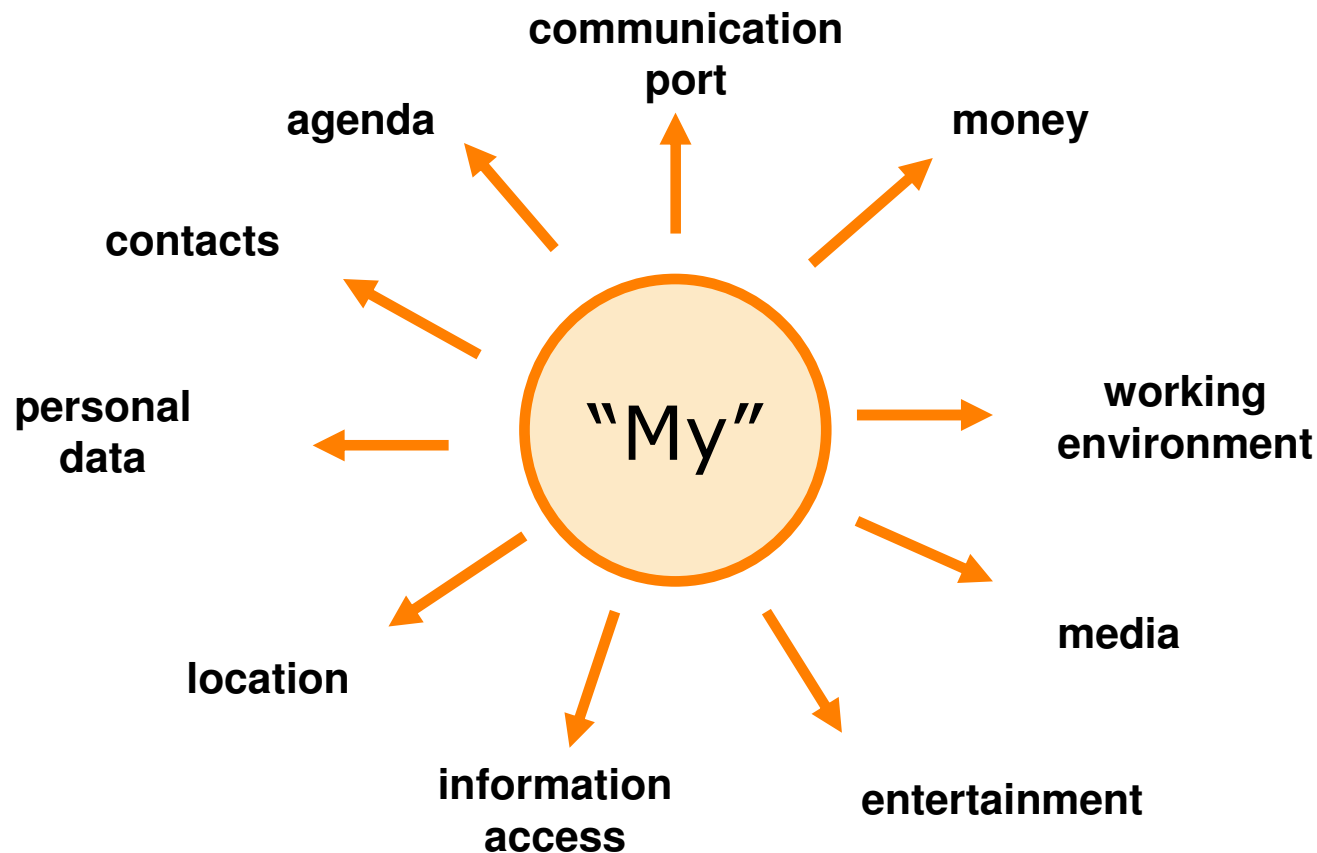 communication
port
agenda
money
contacts
"My"
working
environment
personal
data
media
location
information
access
entertainment